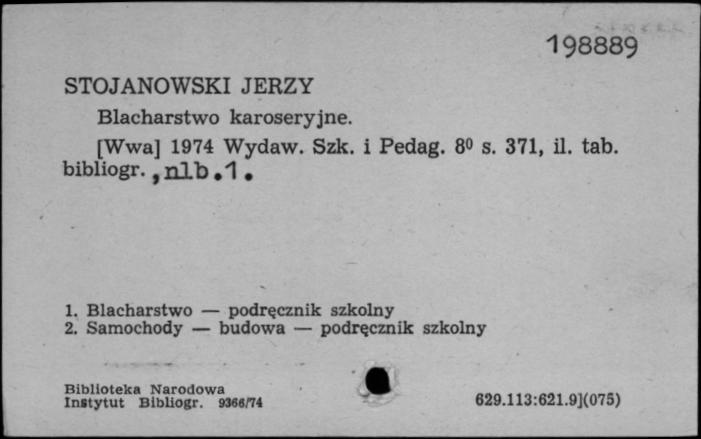 198889
STOJANOWSKI JERZY
Blacharstwo karoseryjne.
[Wwa] 1974 Wydaw. Szk. i Pedag. 8⁰ s. 371, il. tab.
bibliogr. , nlb.1.
1. Blacharstwo — podręcznik szkolny
2. Samochody — budowa — podręcznik szkolny
Biblioteka Narodowa
Instytut Bibliogr. 9366/74
629.113:621.9](075)